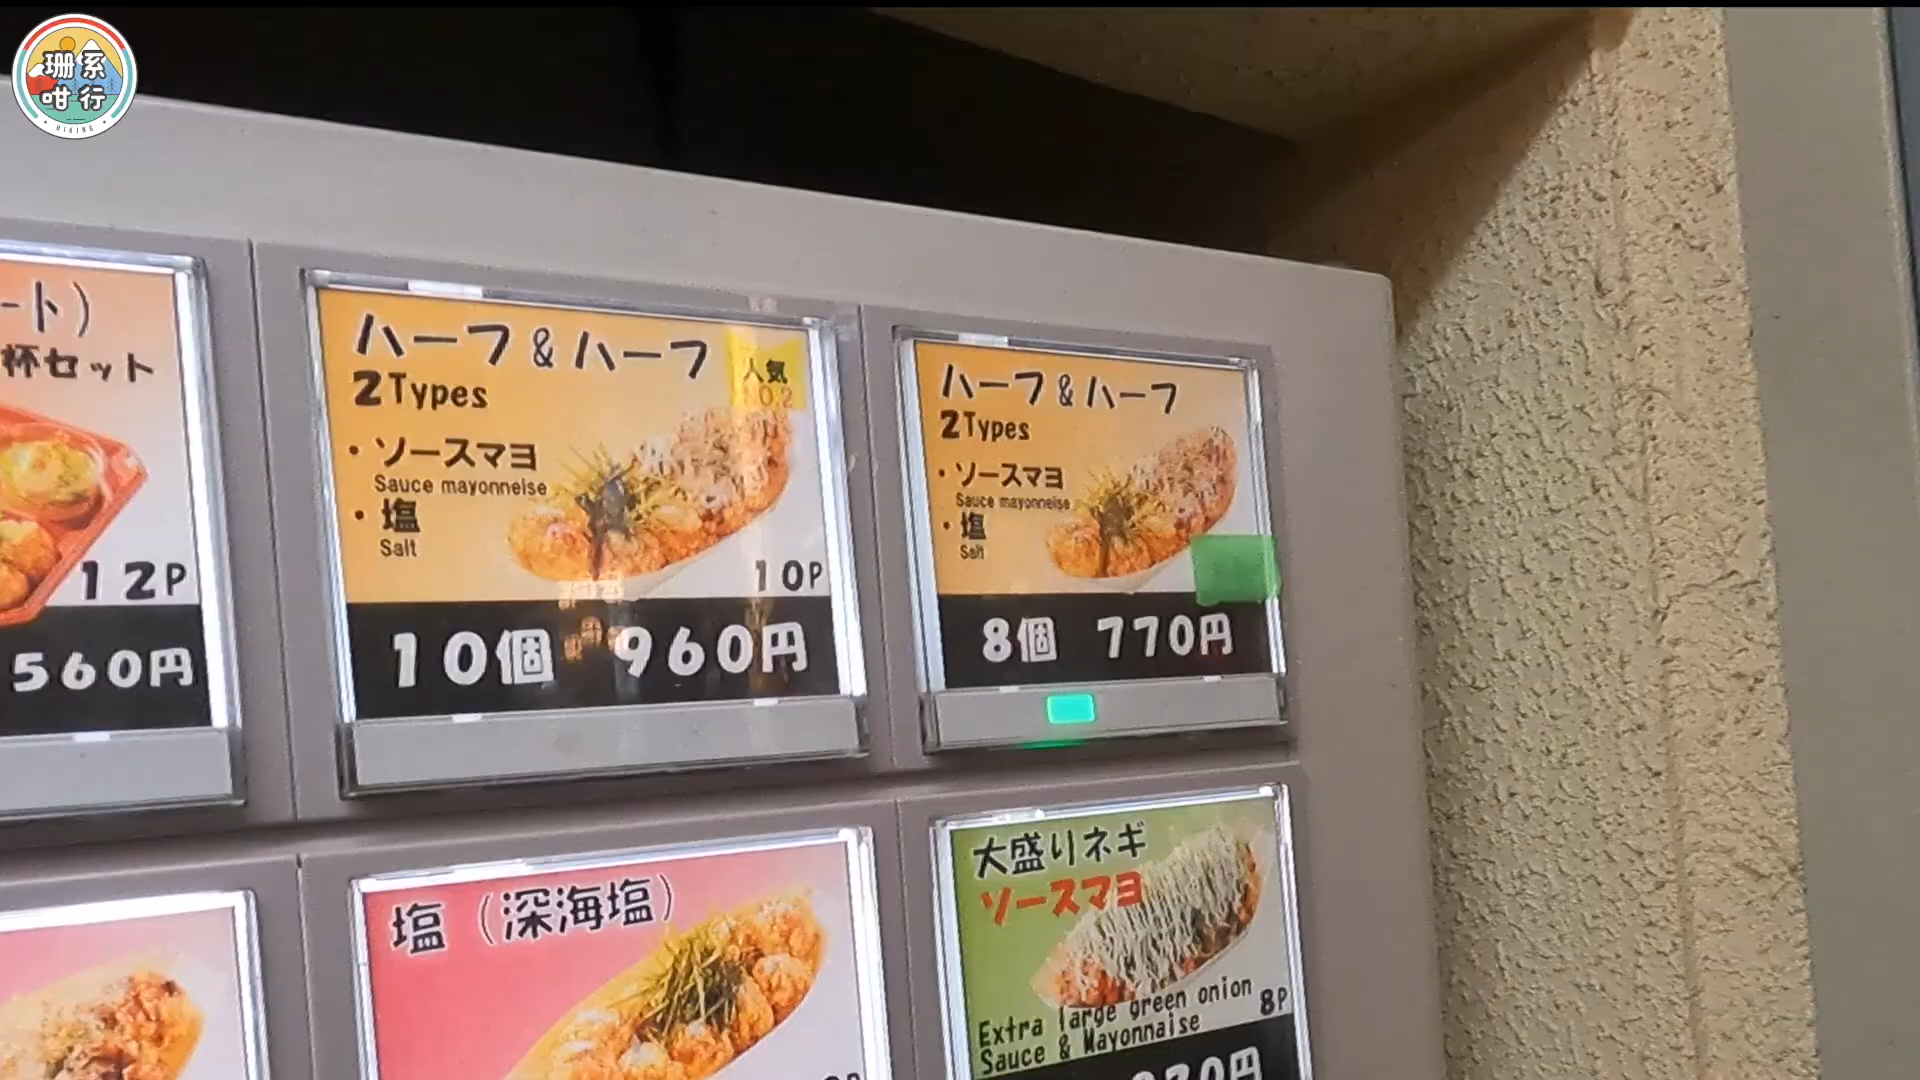 珊系
咁行
HIKING
ート)
杯セット
12P
560円
ハーフ&ハーフ
2Types
人気
・ソースマヨ
Sauce mayonneise
・塩
Salt
10P
10個 960円
ハーフ&ハーフ
2Types
・ソースマヨ
Sauce mayonneise
・塩
Salt
8個 770円
塩(深海塩)
大盛りネギ
ソースマヨ
Extra large green onion
Sauce & Mayonnaise
8P